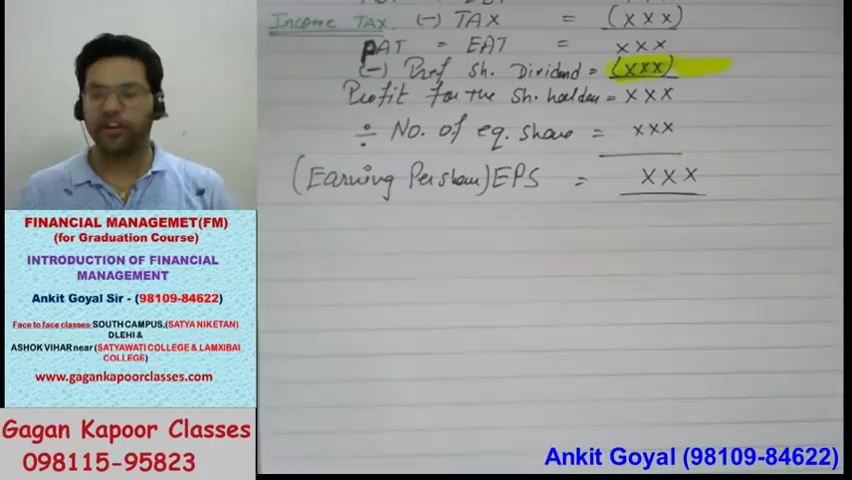 Income TAX (-) TAX = (xxx)
PAT = EAT = xxx
(-) Pref Sh. Dividend = (xxx)
Profit for the Sh. holder = xxx
÷ No. of eq. share = xxx
(Earning Per share) EPS = xxx
FINANCIAL MANAGEMET(FM)
(for Graduation Course)
INTRODUCTION OF FINANCIAL
MANAGEMENT
Ankit Goyal Sir - (98109-84622)
Face to face classes: SOUTH CAMPUS,(SATYA NIKETAN)
DLEHI &
ASHOK VIHAR near (SATYAWATI COLLEGE & LAMXIBAI
COLLEGE)
www.gagankapoorclasses.com
Gagan Kapoor Classes
098115-95823
Ankit Goyal (98109-84622)